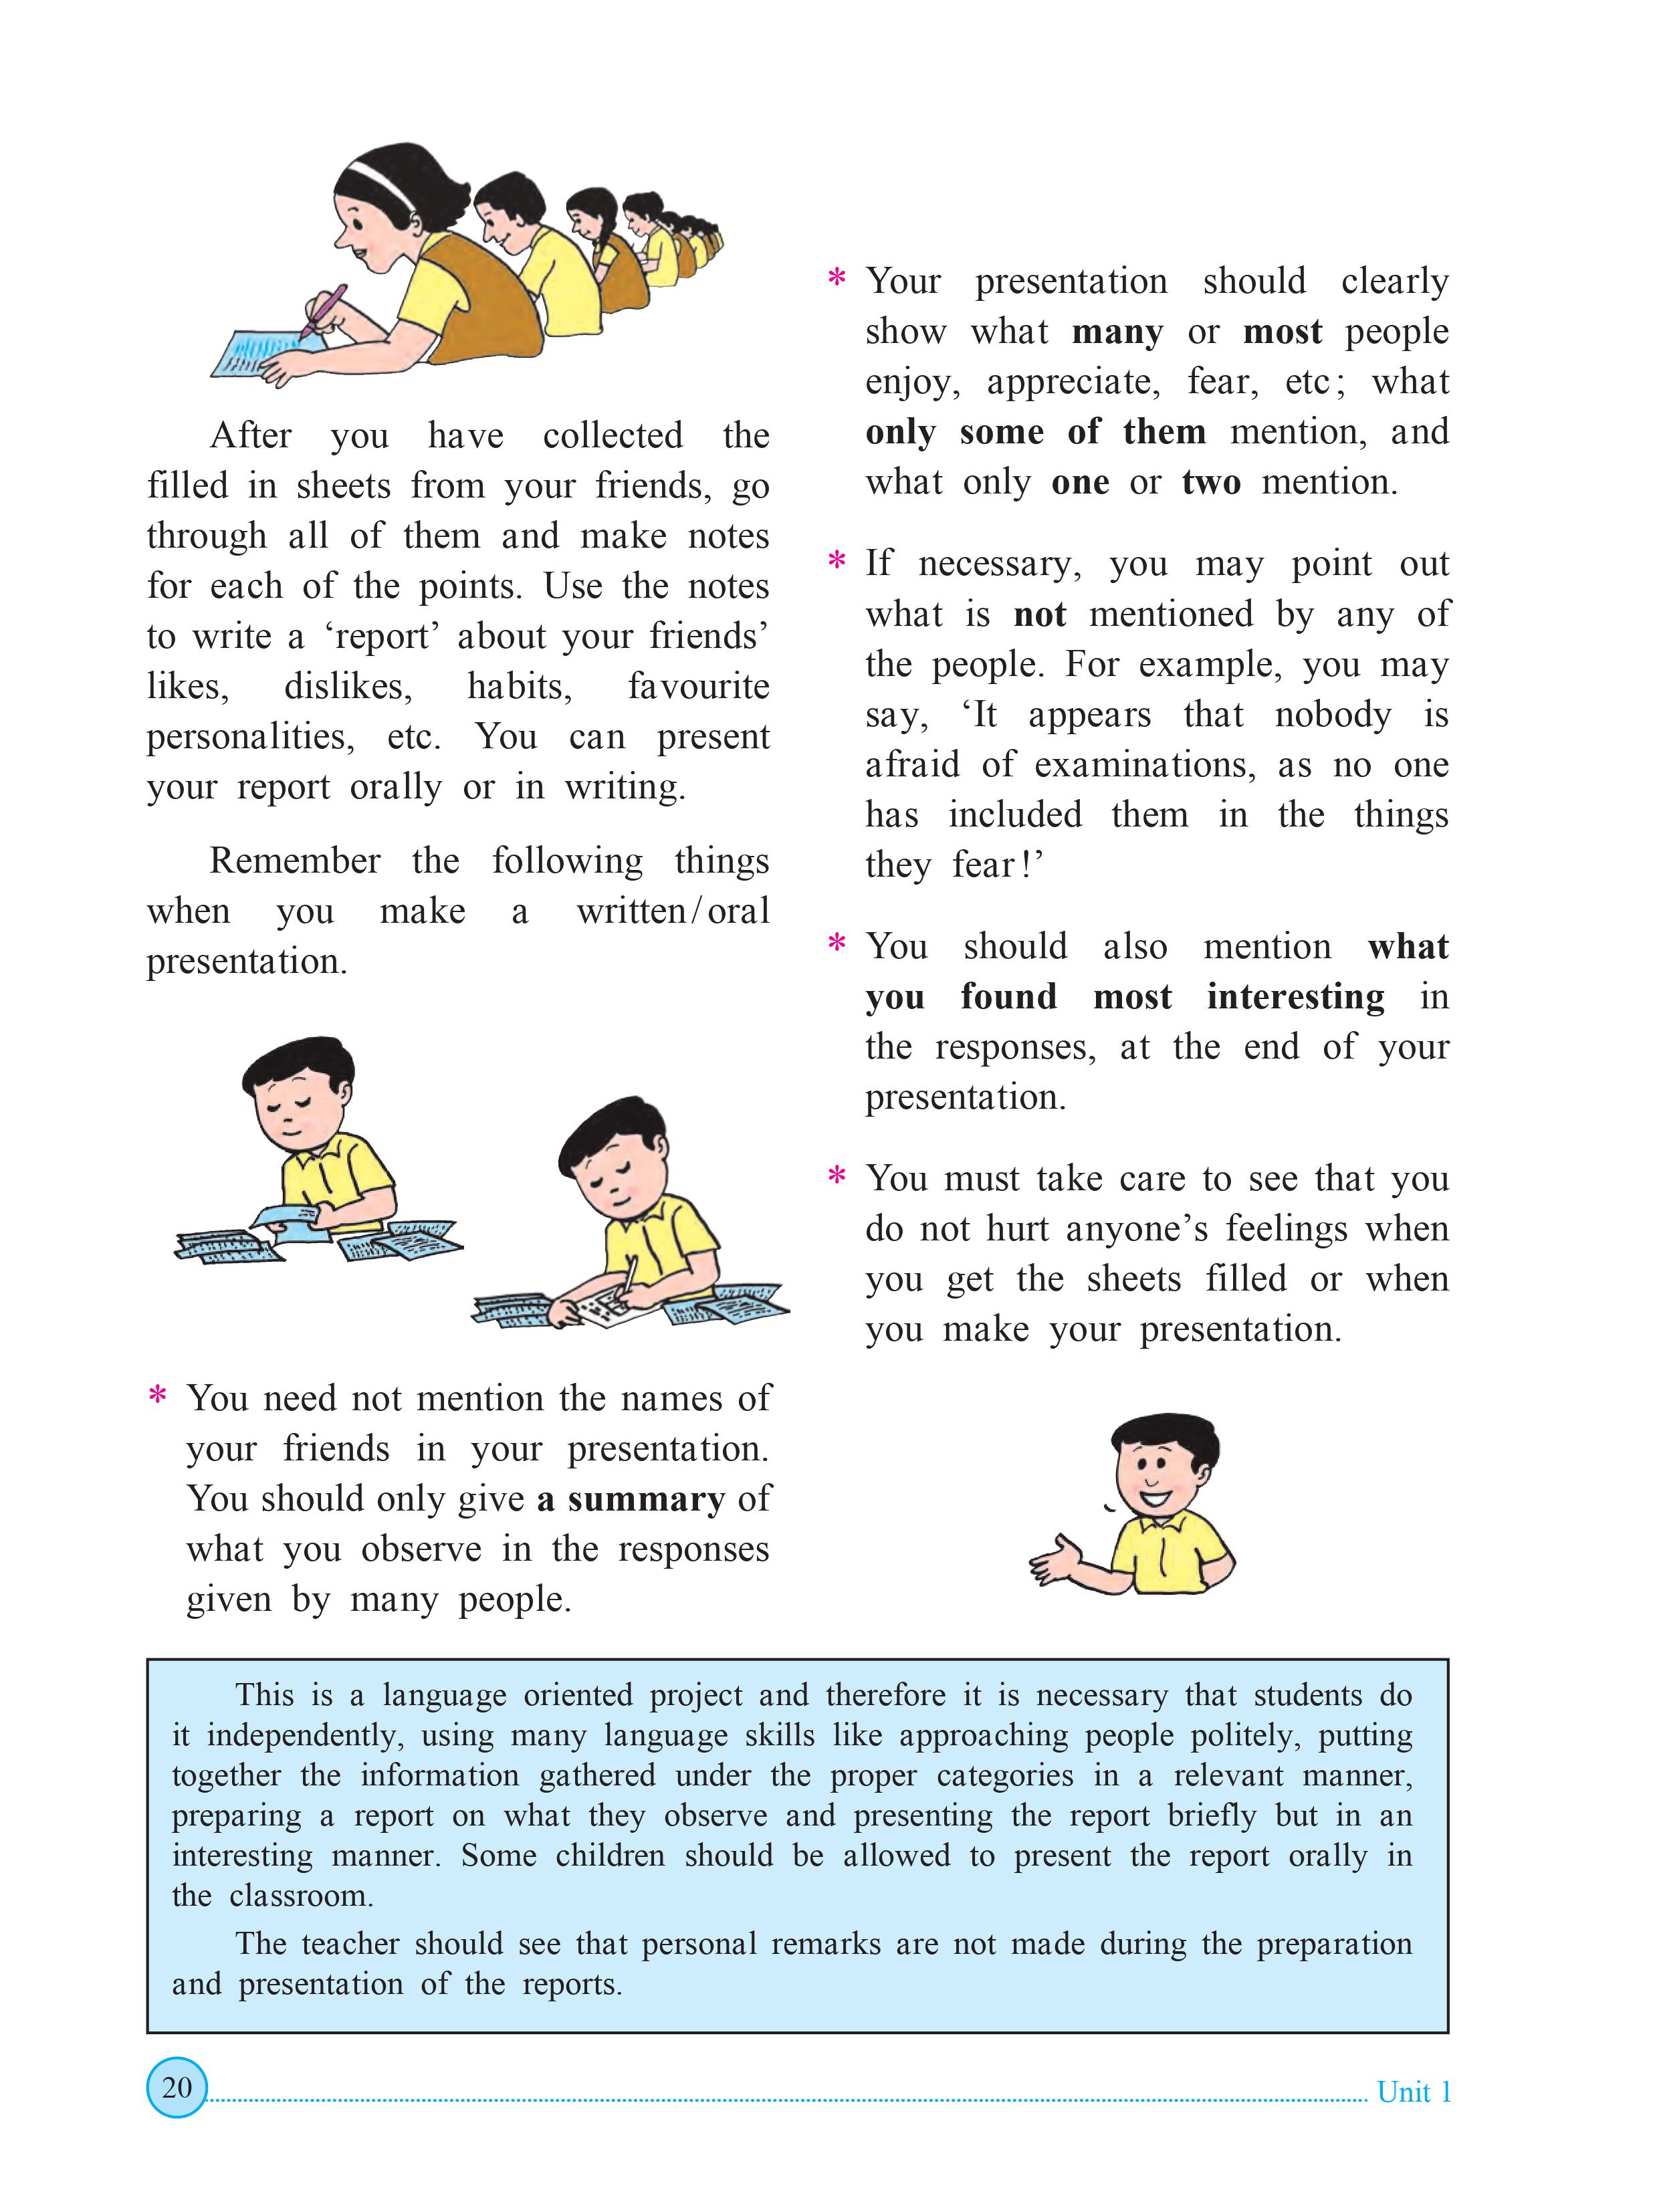 After you have collected the
filled in sheets from your friends, go
through all of them and make notes
for each of the points. Use the notes
to write a ‘report’ about your friends’
likes, dislikes, habits, favourite
personalities, etc. You can present
your report orally or in writing.
Remember the following things
when you make a written/oral
presentation.
* You need not mention the names of
your friends in your presentation.
You should only give a summary of
what you observe in the responses
given by many people.
* Your presentation should clearly
show what many or most people
enjoy, appreciate, fear, etc; what
only some of them mention, and
what only one or two mention.
* If necessary, you may point out
what is not mentioned by any of
the people. For example, you may
say, ‘It appears that nobody is
afraid of examinations, as no one
has included them in the things
they fear!’
* You should also mention what
you found most interesting in
the responses, at the end of your
presentation.
* You must take care to see that you
do not hurt anyone’s feelings when
you get the sheets filled or when
you make your presentation.
This is a language oriented project and therefore it is necessary that students do
it independently, using many language skills like approaching people politely, putting
together the information gathered under the proper categories in a relevant manner,
preparing a report on what they observe and presenting the report briefly but in an
interesting manner. Some children should be allowed to present the report orally in
the classroom.
The teacher should see that personal remarks are not made during the preparation
and presentation of the reports.
20
Unit 1